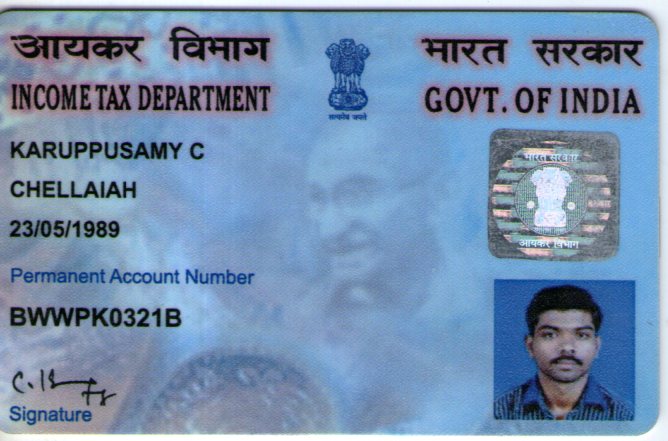 आयकर विभाग
भारत सरकार
INCOME TAX DEPARTMENT
GOVT. OF INDIA
सत्यमेव जयते
KARUPPUSAMY C
CHELLAIAH
23/05/1989
Permanent Account Number
BWWPK0321B
Signature
भारत सरकार
आयकर विभाग